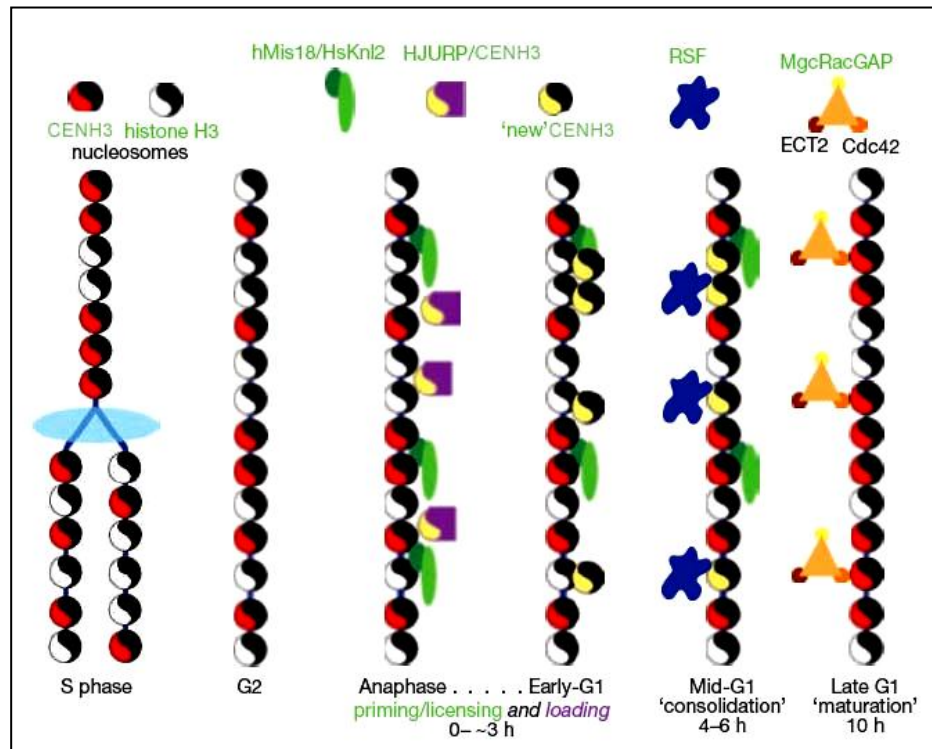 hMis18/HsKnl2 HJURP/CENH3 RSF MgcRacGAP
CENH3 histone H3 'new'CENH3 ECT2 Cdc42
nucleosomes
S phase G2 Anaphase . . . . . Early-G1 Mid-G1 Late G1
priming/licensing and loading 'consolidation' 'maturation'
0– ~3 h 4–6 h 10 h